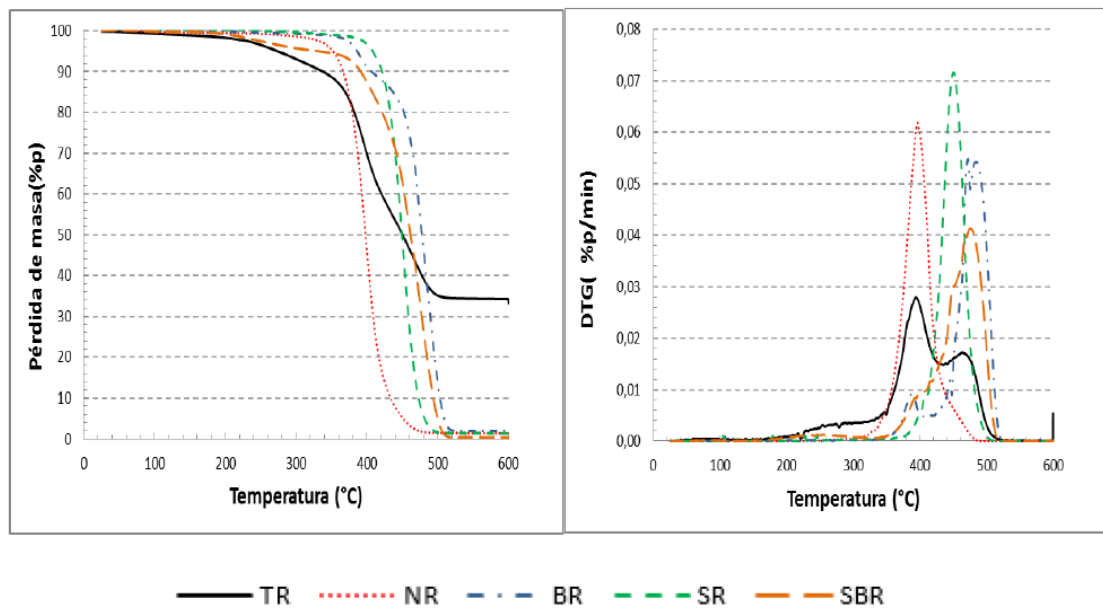 Pérdida de masa(%p)
100
90
80
70
60
50
40
30
20
10
0
0 100 200 300 400 500 600
Temperatura (°C)
DTG( %p/min)
0,08
0,07
0,06
0,05
0,04
0,03
0,02
0,01
0,00
0 100 200 300 400 500 600
Temperatura (°C)
TR NR BR SR SBR